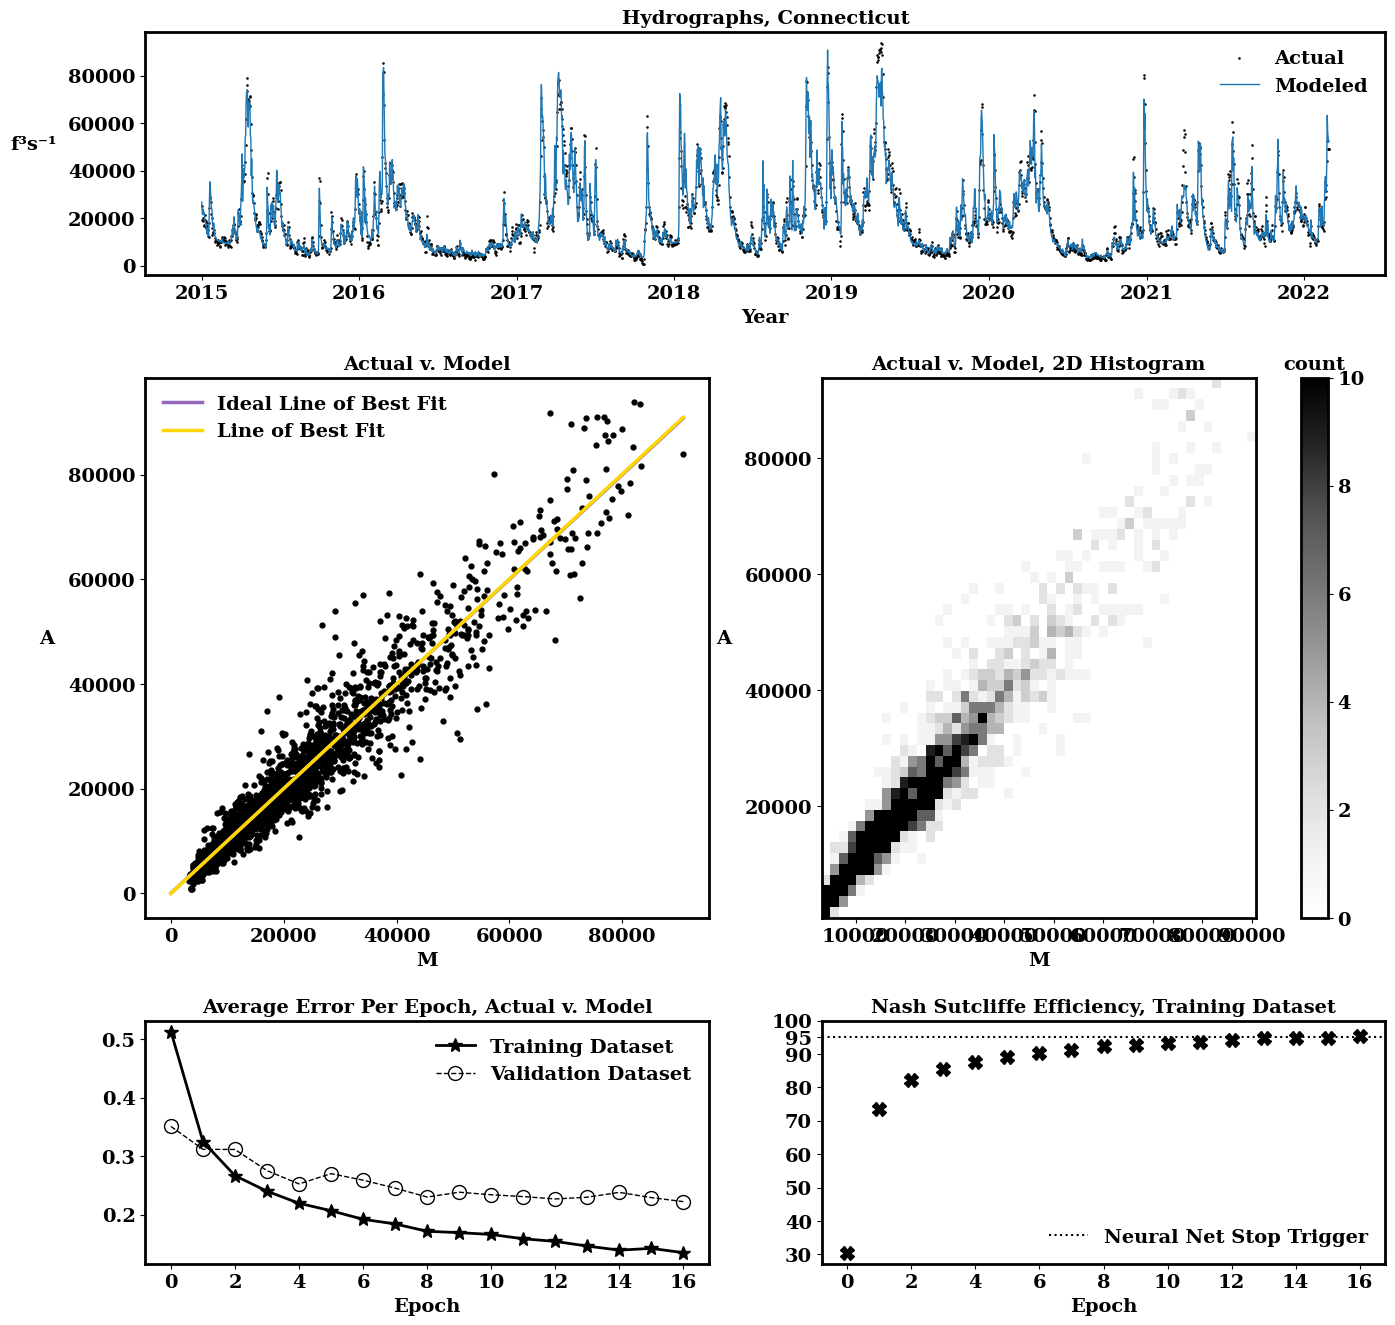 Hydrographs, Connecticut
80000
60000
40000
20000
0
f³s⁻¹
Actual
Modeled
2015 2016 2017 2018 2019 2020 2021 2022
Year
Actual v. Model
Ideal Line of Best Fit
Line of Best Fit
80000
60000
A
40000
20000
0
0 20000 40000 60000 80000
M
Actual v. Model, 2D Histogram
80000
60000
A
40000
20000
10000 20000 30000 40000 50000 60000 70000 80000 90000
M
count
10
8
6
4
2
0
Average Error Per Epoch, Actual v. Model
0.5
0.4
0.3
0.2
Training Dataset
Validation Dataset
0 2 4 6 8 10 12 14 16
Epoch
Nash Sutcliffe Efficiency, Training Dataset
100
95
90
80
70
60
50
40
30
Neural Net Stop Trigger
0 2 4 6 8 10 12 14 16
Epoch